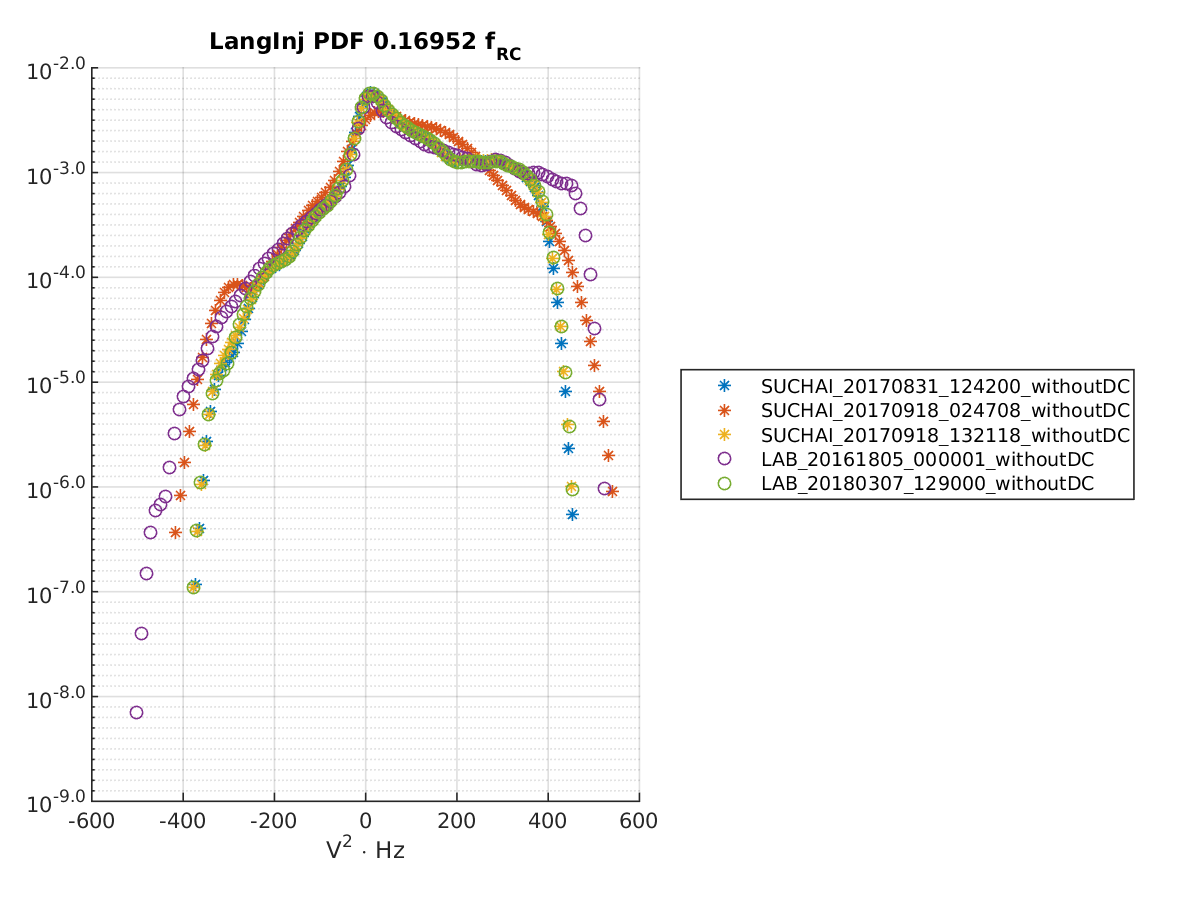 LangInj PDF 0.16952 f_RC
10^-2.0
10^-3.0
10^-4.0
10^-5.0
10^-6.0
10^-7.0
10^-8.0
10^-9.0
-600 -400 -200 0 200 400 600
V^2 · Hz
SUCHAI_20170831_124200_withoutDC
SUCHAI_20170918_024708_withoutDC
SUCHAI_20170918_132118_withoutDC
LAB_20161805_000001_withoutDC
LAB_20180307_129000_withoutDC